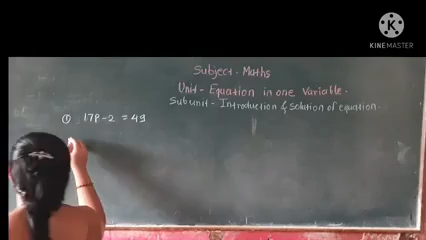 KINEMASTER
Subject - Maths
Unit - Equation in one Variable.
Subunit - Introduction & solution of equation.
① 17P-2 = 49